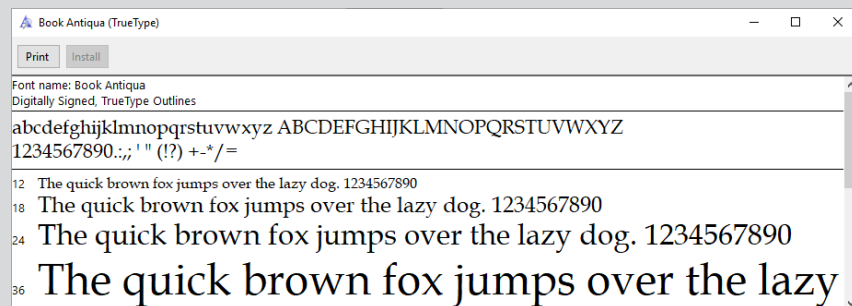 Book Antiqua (TrueType)
Print Install
Font name: Book Antiqua
Digitally Signed, TrueType Outlines
abcdefghijklmnopqrstuvwxyz ABCDEFGHIJKLMNOPQRSTUVWXYZ
1234567890.:,; ' " (!?) +-*/=
12 The quick brown fox jumps over the lazy dog. 1234567890
18 The quick brown fox jumps over the lazy dog. 1234567890
24 The quick brown fox jumps over the lazy dog. 1234567890
36 The quick brown fox jumps over the lazy